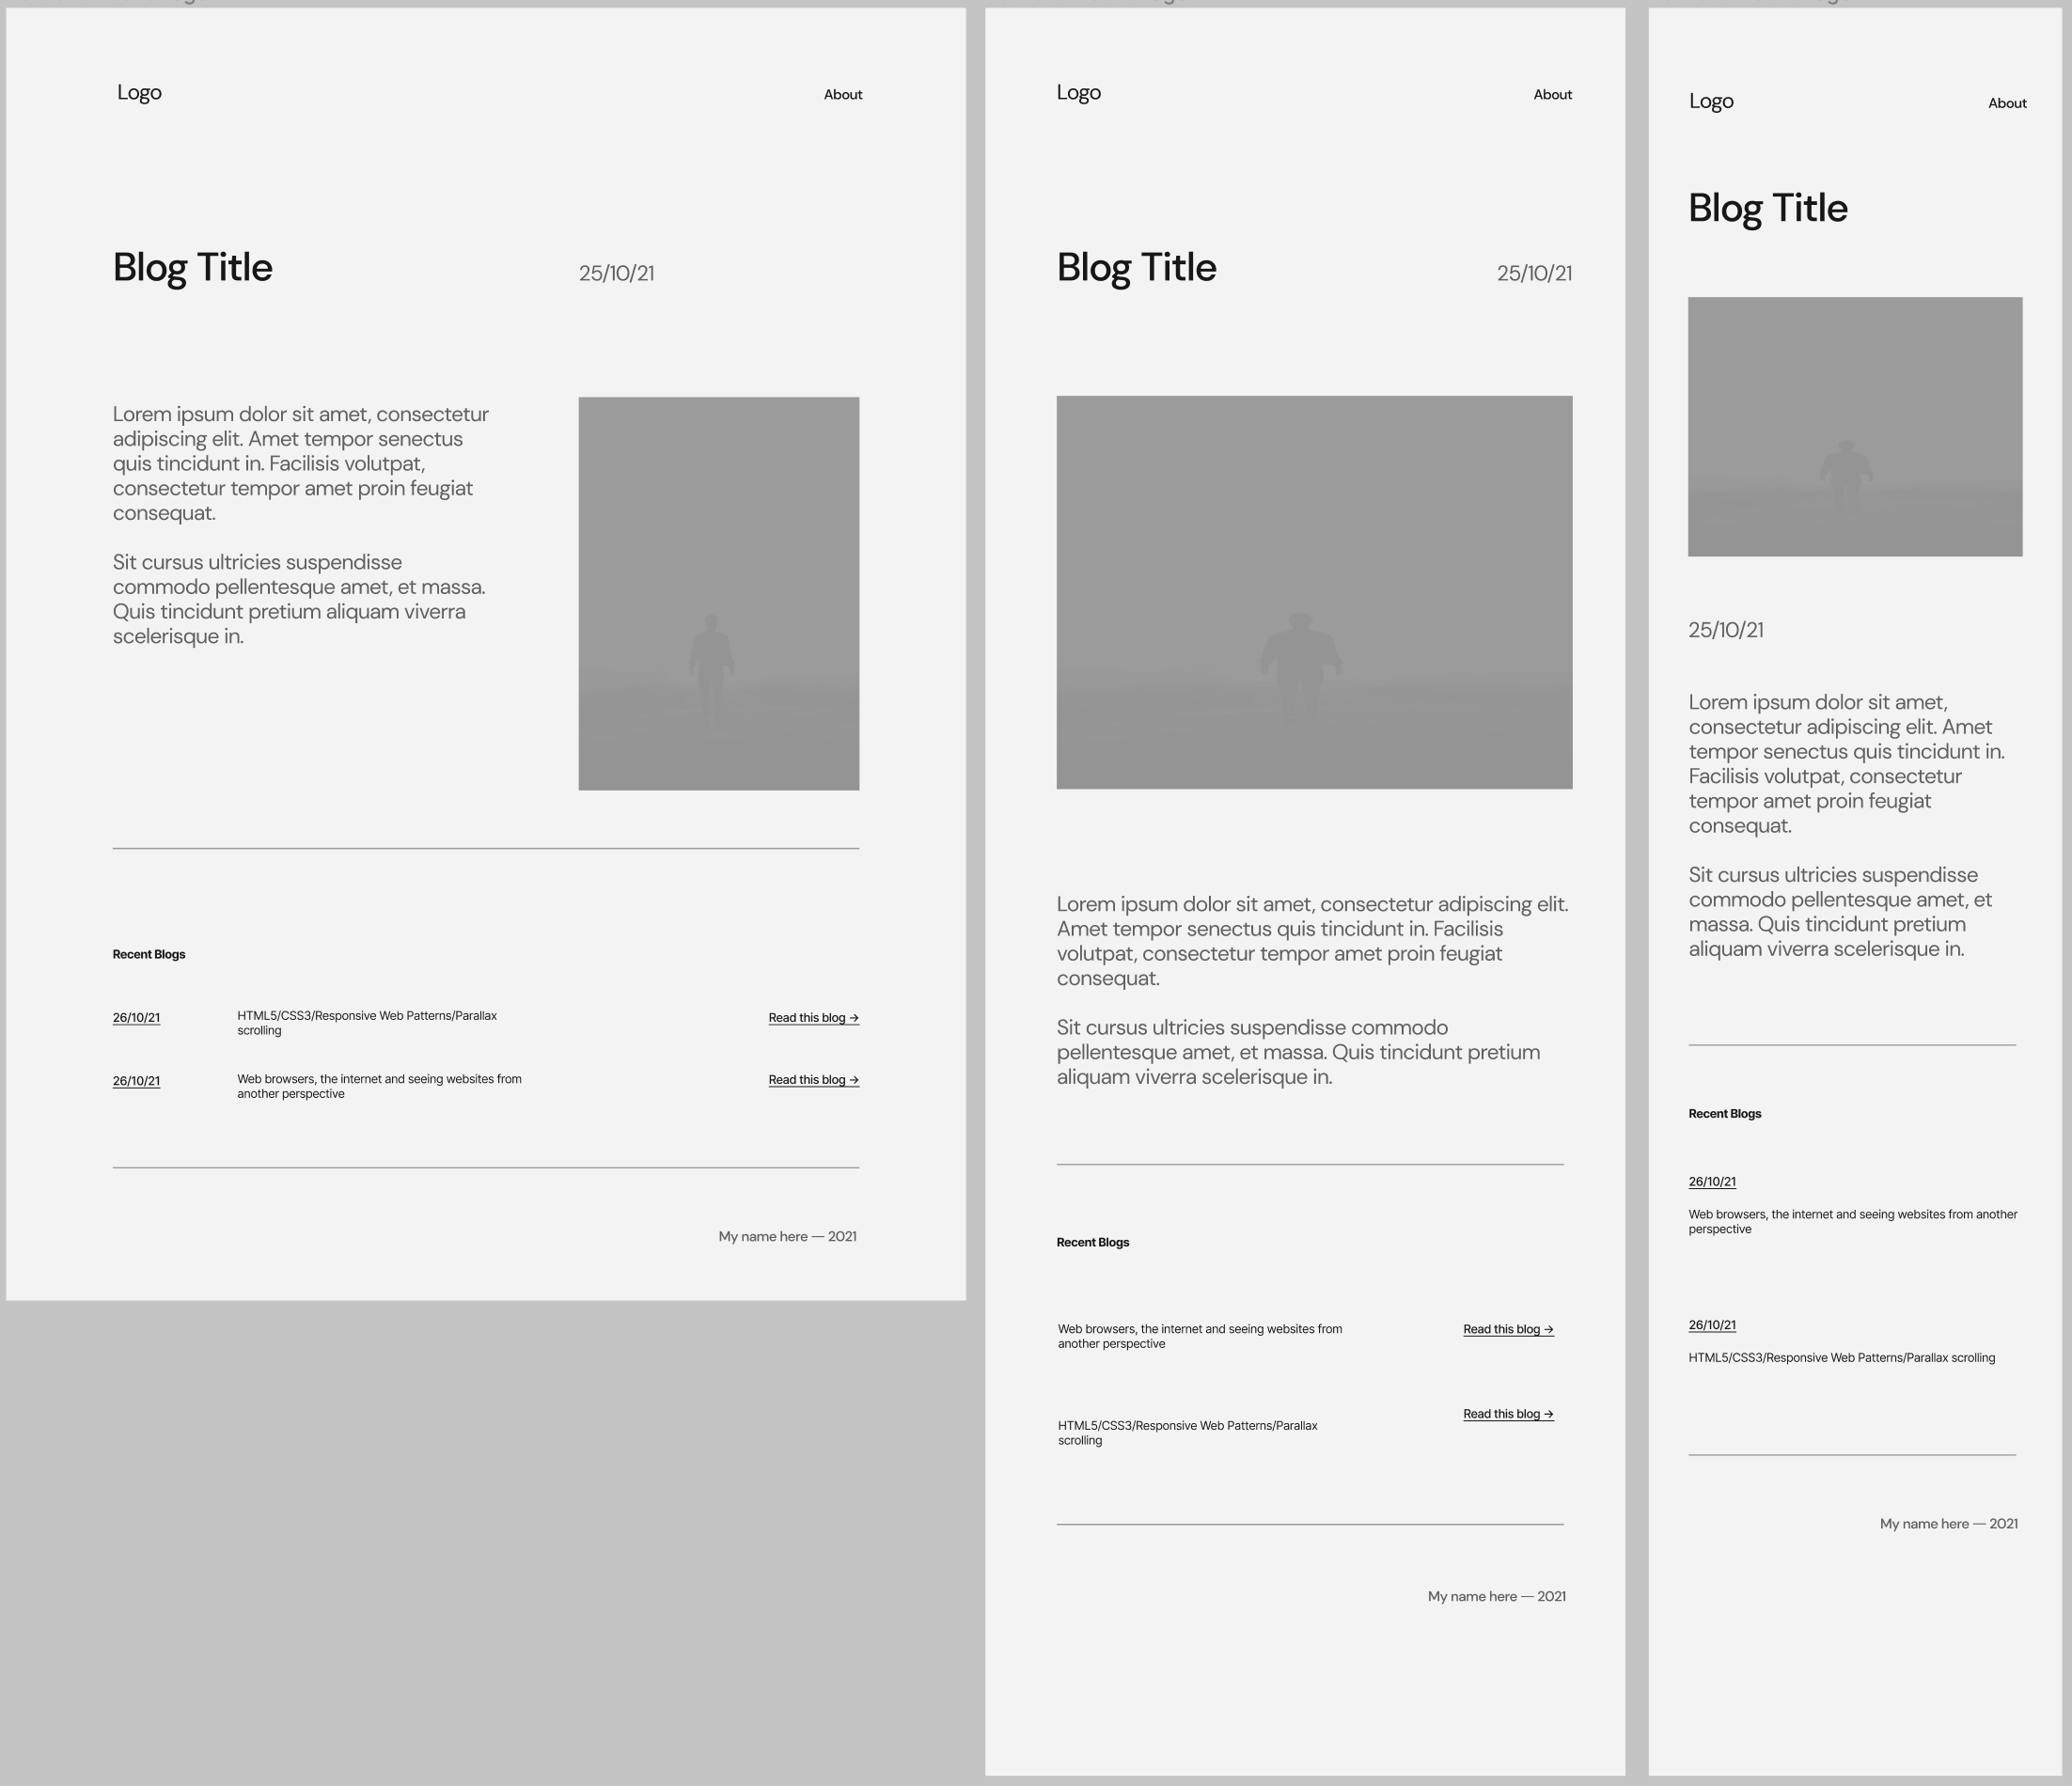 Logo
About
Blog Title
25/10/21
Lorem ipsum dolor sit amet, consectetur
adipiscing elit. Amet tempor senectus
quis tincidunt in. Facilisis volutpat,
consectetur tempor amet proin feugiat
consequat.
Sit cursus ultricies suspendisse
commodo pellentesque amet, et massa.
Quis tincidunt pretium aliquam viverra
scelerisque in.
Recent Blogs
26/10/21
HTML5/CSS3/Responsive Web Patterns/Parallax
scrolling
Read this blog →
26/10/21
Web browsers, the internet and seeing websites from
another perspective
Read this blog →
My name here — 2021
Logo
About
Blog Title
25/10/21
Lorem ipsum dolor sit amet, consectetur adipiscing elit.
Amet tempor senectus quis tincidunt in. Facilisis
volutpat, consectetur tempor amet proin feugiat
consequat.
Sit cursus ultricies suspendisse commodo
pellentesque amet, et massa. Quis tincidunt pretium
aliquam viverra scelerisque in.
Recent Blogs
Web browsers, the internet and seeing websites from
another perspective
Read this blog →
HTML5/CSS3/Responsive Web Patterns/Parallax
scrolling
Read this blog →
My name here — 2021
Logo
About
Blog Title
25/10/21
Lorem ipsum dolor sit amet,
consectetur adipiscing elit. Amet
tempor senectus quis tincidunt in.
Facilisis volutpat, consectetur
tempor amet proin feugiat
consequat.
Sit cursus ultricies suspendisse
commodo pellentesque amet, et
massa. Quis tincidunt pretium
aliquam viverra scelerisque in.
Recent Blogs
26/10/21
Web browsers, the internet and seeing websites from another
perspective
26/10/21
HTML5/CSS3/Responsive Web Patterns/Parallax scrolling
My name here — 2021